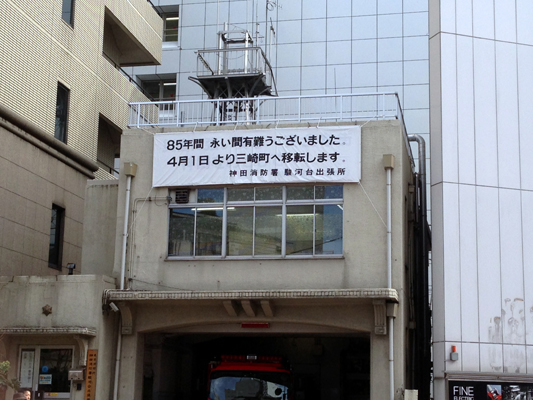 85年間 永い間有難うございました。
4月1日より三崎町へ移転します。
神田消防署 駿河台出張所
FINE
ELECTRIC